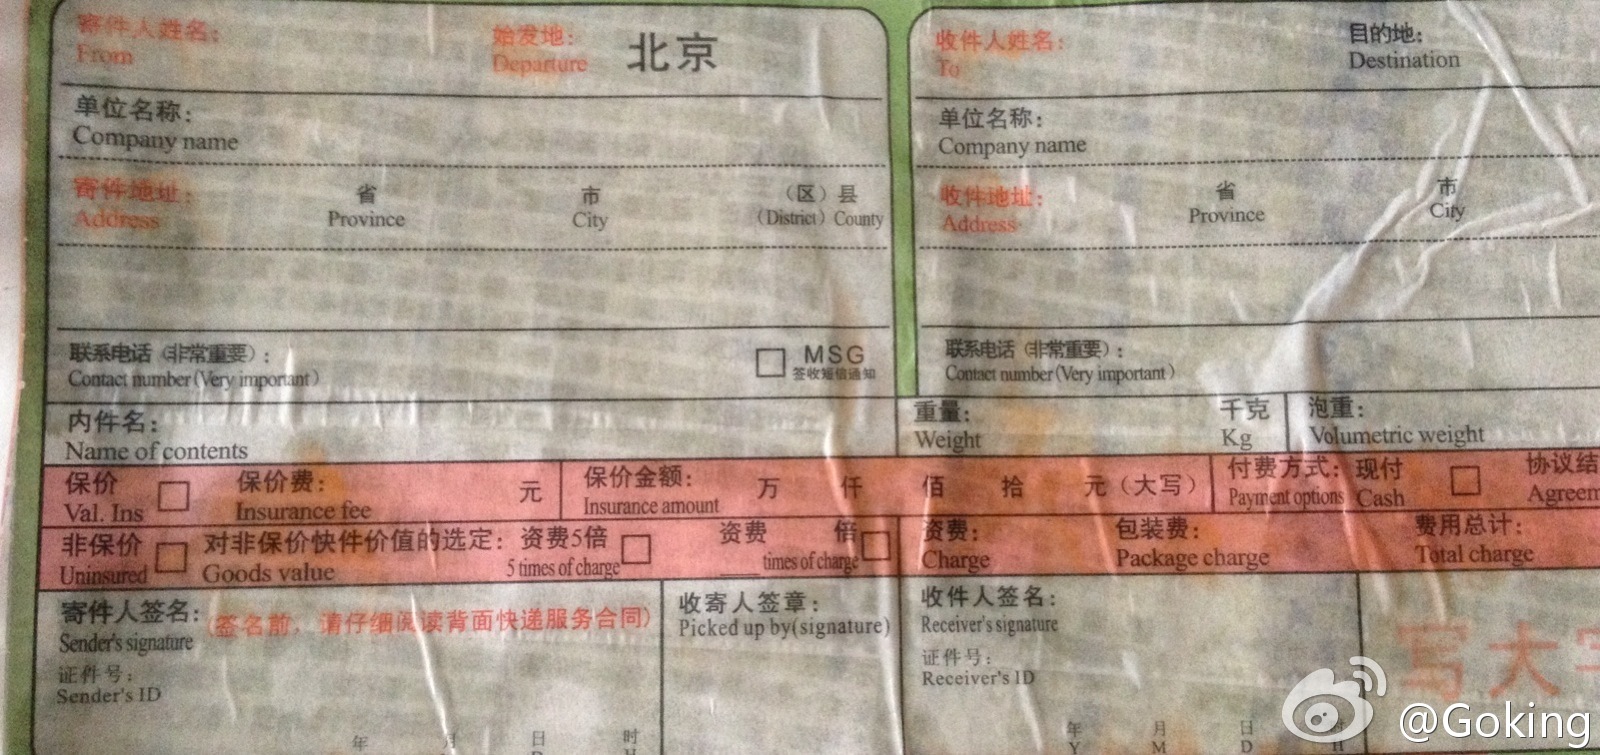 寄件人姓名：
From
始发地：
Departure
北京
单位名称：
Company name
寄件地址：
Address
省
Province
市
City
（区）县
（District）County
联系电话（非常重要）：
Contact number（Very important）
MSG
签收短信通知
收件人姓名：
To
目的地：
Destination
单位名称：
Company name
收件地址：
Address
省
Province
市
City
联系电话（非常重要）：
Contact number（Very important）
内件名：
Name of contents
重量：
Weight
千克
Kg
泡重：
Volumetric weight
保价
Val. Ins
保价费：
Insurance fee
元
保价金额：
Insurance amount
万 仟 佰 拾 元（大写）
付费方式：
Payment options
现付
Cash
协议结
Agreem
非保价
Uninsured
对非保价快件价值的选定：
Goods value
资费5倍
5 times of charge
资费 倍
____times of charge
资费：
Charge
包装费：
Package charge
费用总计：
Total charge
寄件人签名：
Sender's signature
（签名前，请仔细阅读背面快递服务合同）
证件号：
Sender's ID
年 月 日 时
收寄人签章：
Picked up by(signature)
收件人签名：
Receiver's signature
证件号：
Receiver's ID
年 月 日
Y M D H
写大字
@Goking